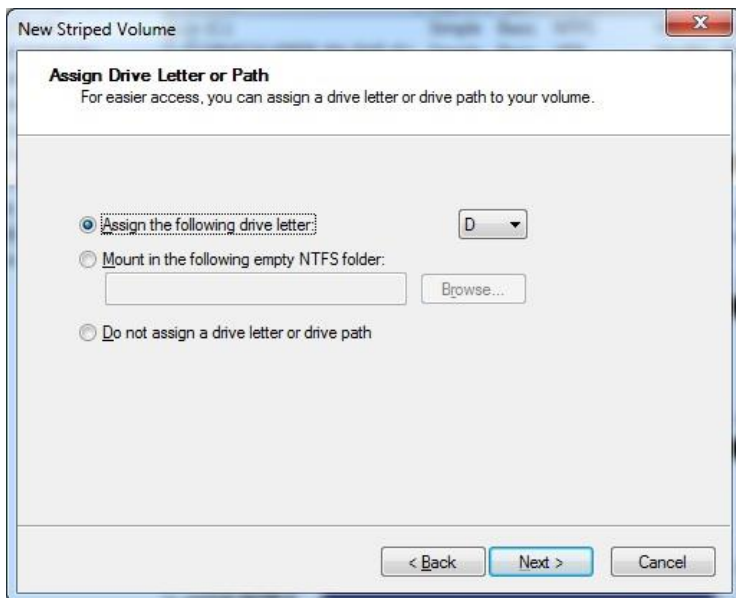 New Striped Volume
Assign Drive Letter or Path
For easier access, you can assign a drive letter or drive path to your volume.
Assign the following drive letter: D
Mount in the following empty NTFS folder:
Browse...
Do not assign a drive letter or drive path
< Back Next > Cancel